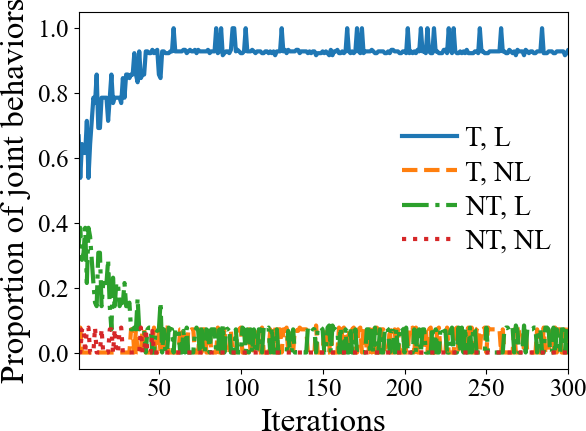 Proportion of joint behaviors
1.0
0.8
0.6
0.4
0.2
0.0
T, L
T, NL
NT, L
NT, NL
50
100
150
200
250
300
Iterations